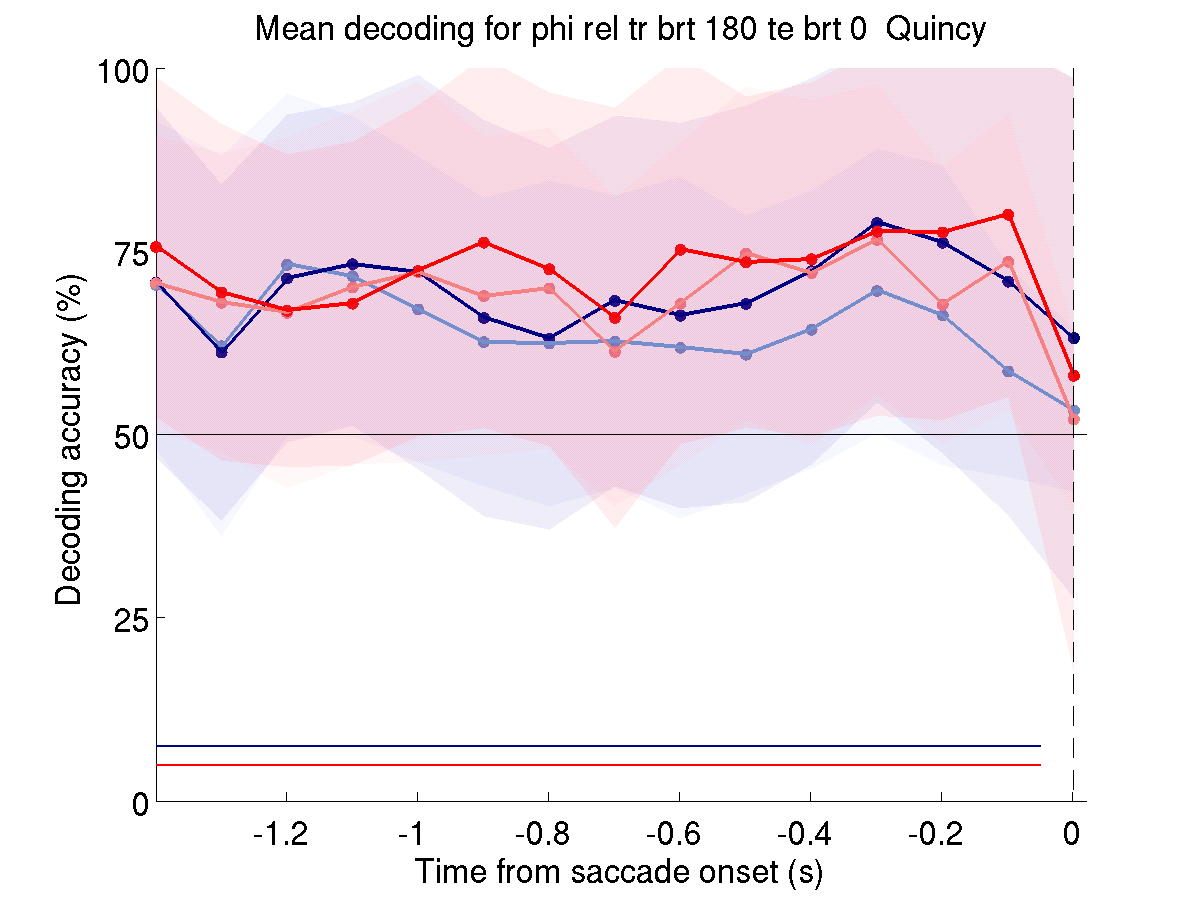 Mean decoding for phi rel tr brt 180 te brt 0  Quincy
100
75
50
25
0
Decoding accuracy (%)
-1.2 -1 -0.8 -0.6 -0.4 -0.2 0
Time from saccade onset (s)